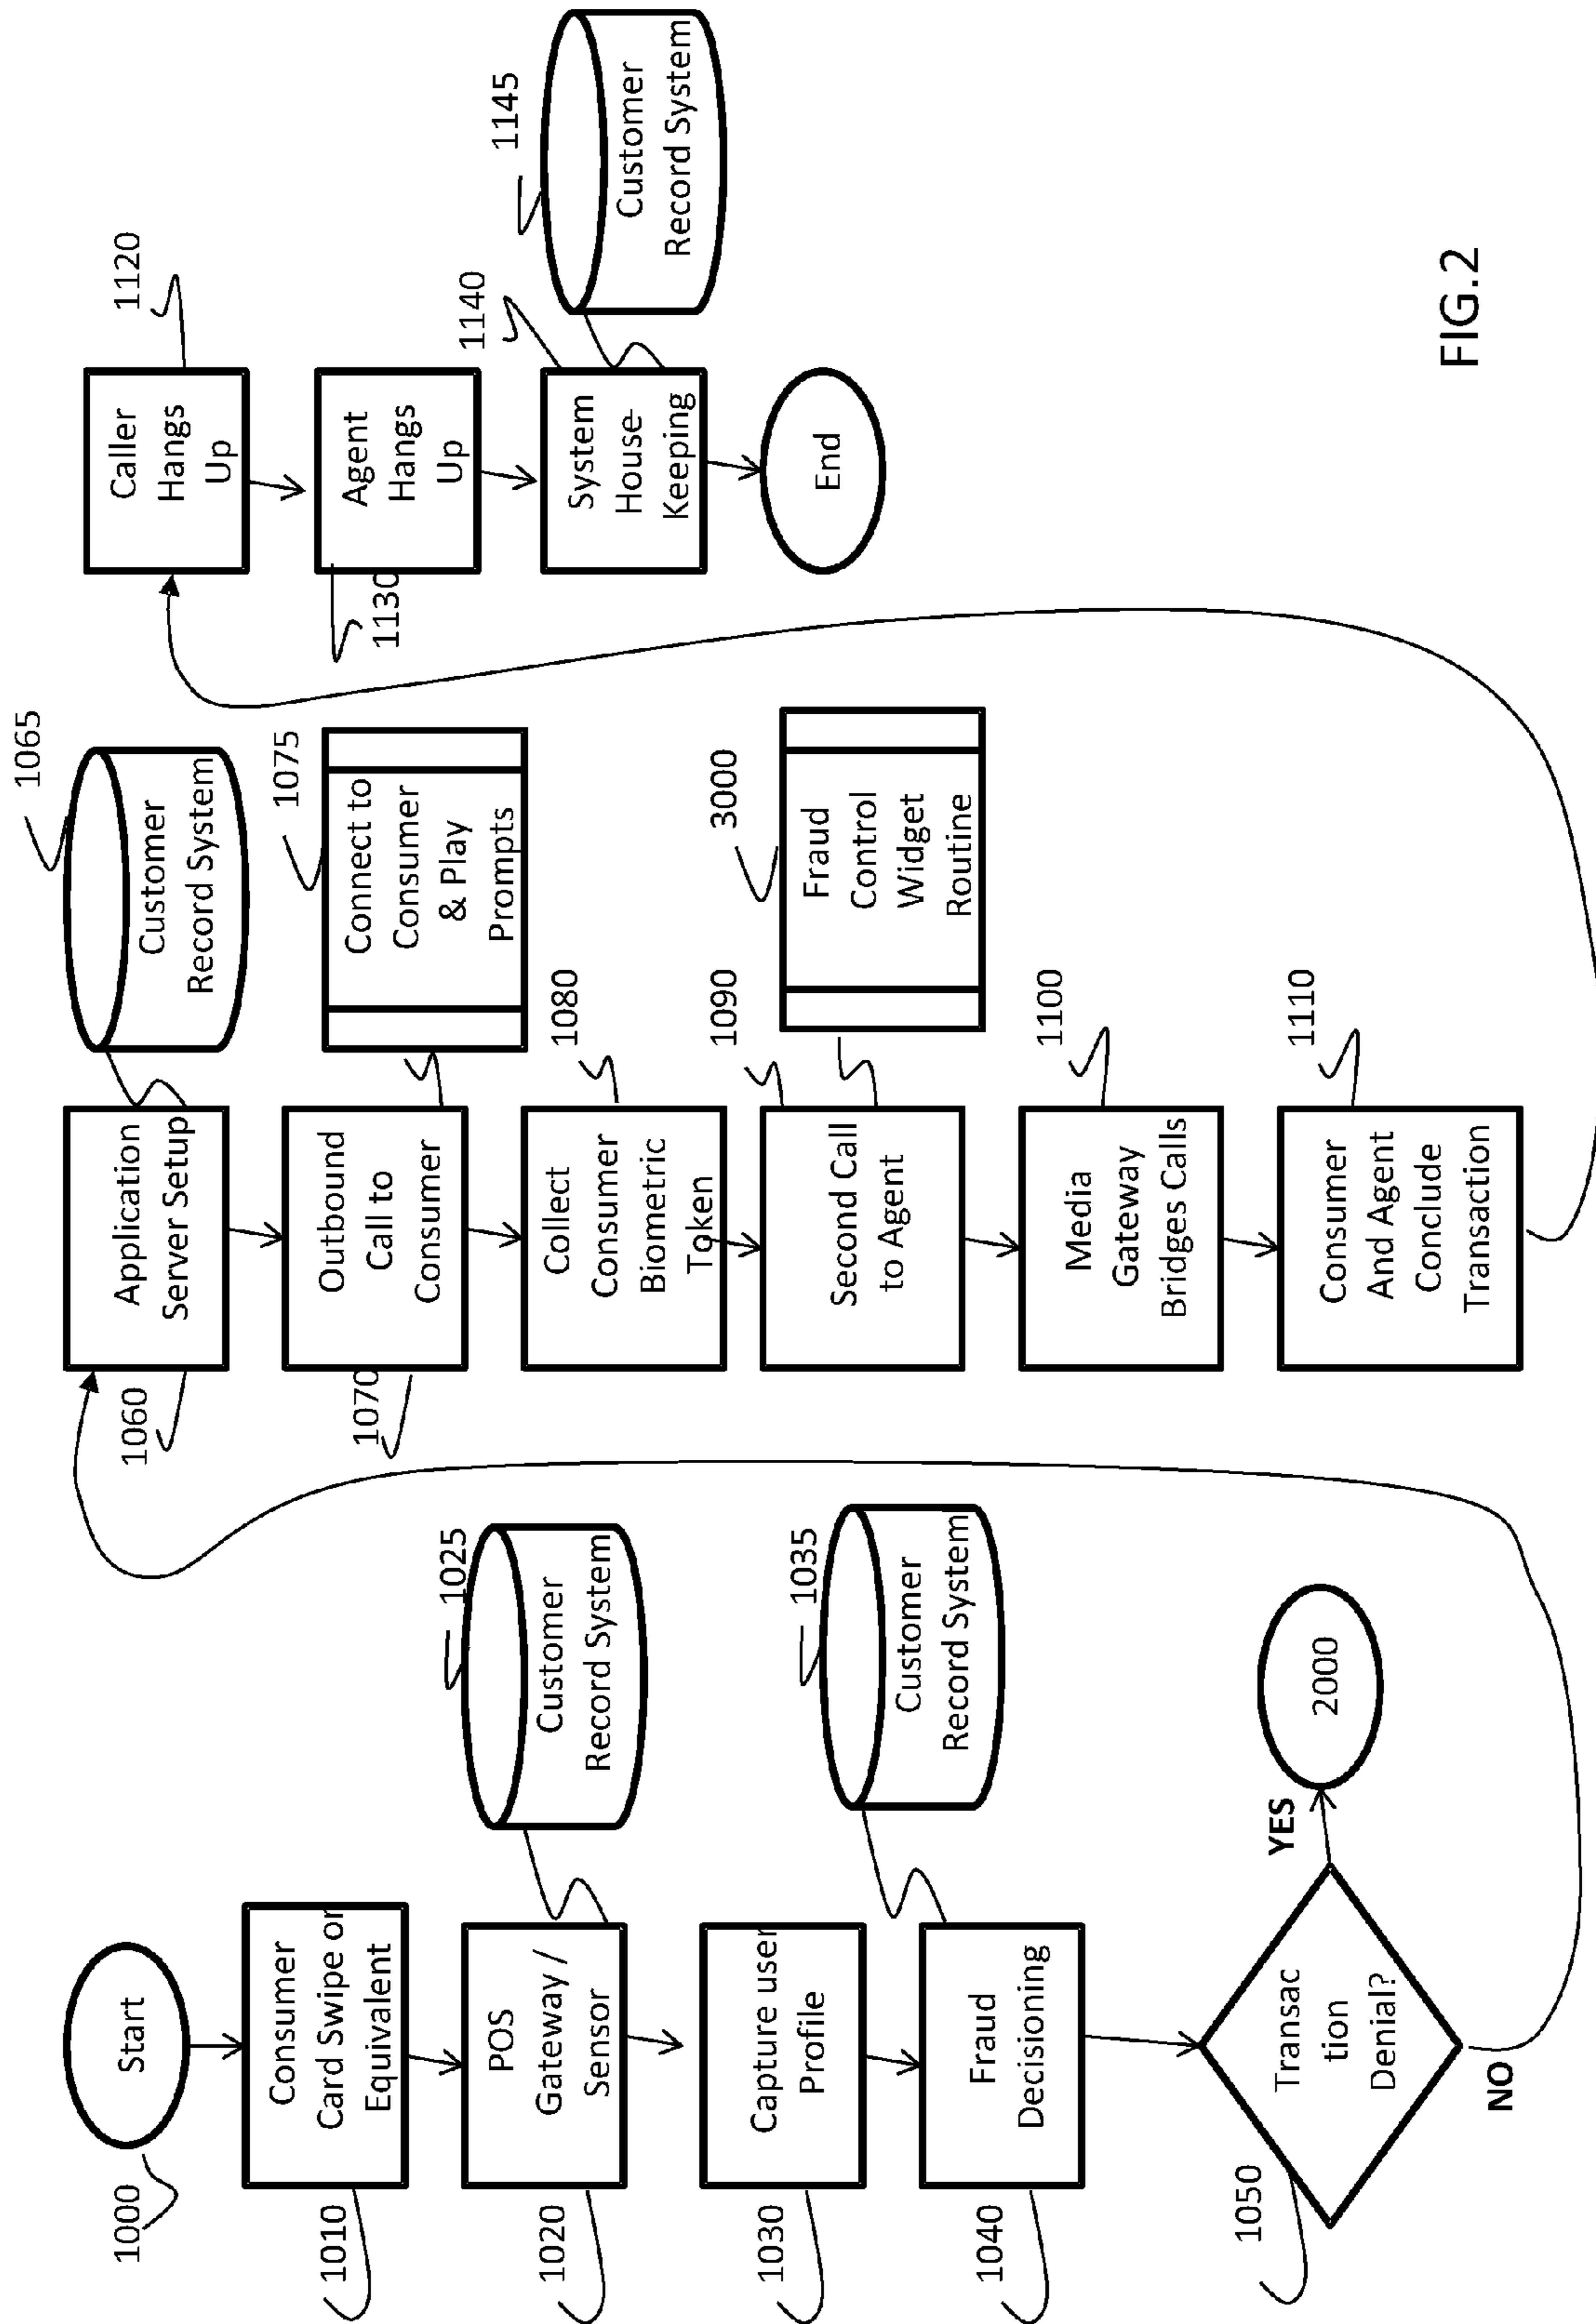 1000
Start
1010
Consumer
Card Swipe or
Equivalent
1020
POS
Gateway /
Sensor
1025
Customer
Record System
1030
Capture user
Profile
1040
Fraud
Decisioning
1035
Customer
Record System
1050
Transac
tion
Denial?
YES
2000
NO
1060
Application
Server Setup
1065
Customer
Record System
1070
Outbound
Call to
Consumer
1075
Connect to
Consumer
& Play
Prompts
1080
Collect
Consumer
Biometric
Token
1090
Second Call
to Agent
3000
Fraud
Control
Widget
Routine
1100
Media
Gateway
Bridges Calls
1110
Consumer
And Agent
Conclude
Transaction
1120
Caller
Hangs
Up
1130
Agent
Hangs
Up
1140
System
House-
Keeping
1145
Customer
Record System
End
FIG.2